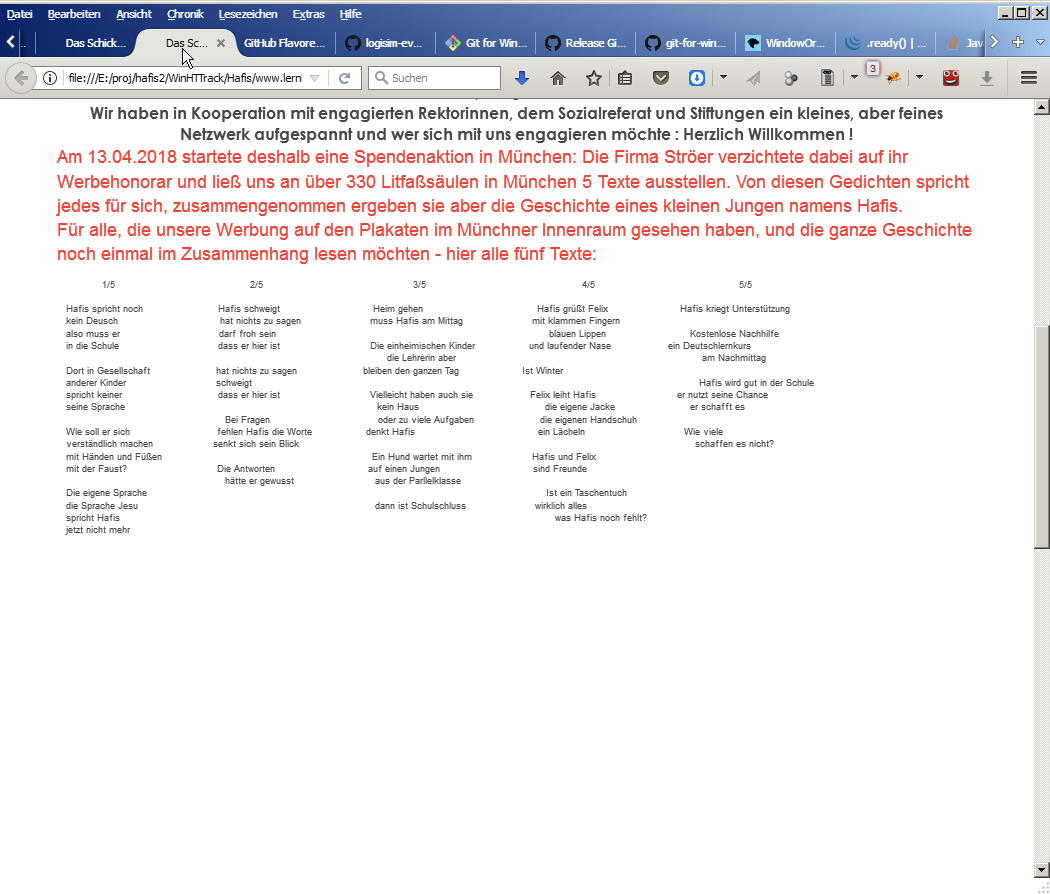 Datei Bearbeiten Ansicht Chronik Lesezeichen Extras Hilfe
Das Schick... Das Sc... GitHub Flavore... logisim-ev... Git for Win... Release Gi... git-for-win... WindowOr... .ready() | ... Jav
file:///E:/proj/hafis2/WinHTTrack/Hafis/www.lern Suchen 3
Wir haben in Kooperation mit engagierten Rektorinnen, dem Sozialreferat und Stiftungen ein kleines, aber feines
Netzwerk aufgespannt und wer sich mit uns engagieren möchte : Herzlich Willkommen !
Am 13.04.2018 startete deshalb eine Spendenaktion in München: Die Firma Ströer verzichtete dabei auf ihr
Werbehonorar und ließ uns an über 330 Litfaßsäulen in München 5 Texte ausstellen. Von diesen Gedichten spricht
jedes für sich, zusammengenommen ergeben sie aber die Geschichte eines kleinen Jungen namens Hafis.
Für alle, die unsere Werbung auf den Plakaten im Münchner Innenraum gesehen haben, und die ganze Geschichte
noch einmal im Zusammenhang lesen möchten - hier alle fünf Texte:
1/5
Hafis spricht noch
kein Deusch
also muss er
in die Schule
Dort in Gesellschaft
anderer Kinder
spricht keiner
seine Sprache
Wie soll er sich
verständlich machen
mit Händen und Füßen
mit der Faust?
Die eigene Sprache
die Sprache Jesu
spricht Hafis
jetzt nicht mehr
2/5
Hafis schweigt
hat nichts zu sagen
darf froh sein
dass er hier ist
hat nichts zu sagen
schweigt
dass er hier ist
Bei Fragen
fehlen Hafis die Worte
senkt sich sein Blick
Die Antworten
hätte er gewusst
3/5
Heim gehen
muss Hafis am Mittag
Die einheimischen Kinder
die Lehrerin aber
bleiben den ganzen Tag
Vielleicht haben auch sie
kein Haus
oder zu viele Aufgaben
denkt Hafis
Ein Hund wartet mit ihm
auf einen Jungen
aus der Parllelklasse
dann ist Schulschluss
4/5
Hafis grüßt Felix
mit klammen Fingern
blauen Lippen
und laufender Nase
Ist Winter
Felix leiht Hafis
die eigene Jacke
die eigenen Handschuh
ein Lächeln
Hafis und Felix
sind Freunde
Ist ein Taschentuch
wirklich alles
was Hafis noch fehlt?
5/5
Hafis kriegt Unterstützung
Kostenlose Nachhilfe
ein Deutschlernkurs
am Nachmittag
Hafis wird gut in der Schule
er nutzt seine Chance
er schafft es
Wie viele
schaffen es nicht?